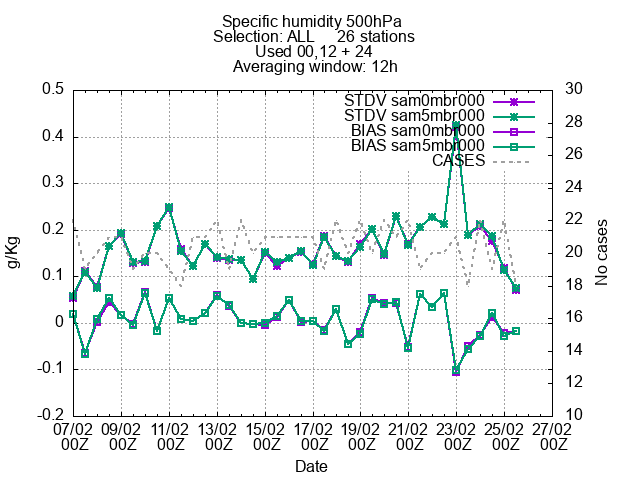 Specific humidity 500hPa
Selection: ALL 26 stations
Used 00,12 + 24
Averaging window: 12h
STDV sam0mbr000
STDV sam5mbr000
BIAS sam0mbr000
BIAS sam5mbr000
CASES
g/Kg
0.5
0.4
0.3
0.2
0.1
0
-0.1
-0.2
No cases
30
28
26
24
22
20
18
16
14
12
10
07/02 09/02 11/02 13/02 15/02 17/02 19/02 21/02 23/02 25/02 27/02
00Z 00Z 00Z 00Z 00Z 00Z 00Z 00Z 00Z 00Z 00Z
Date